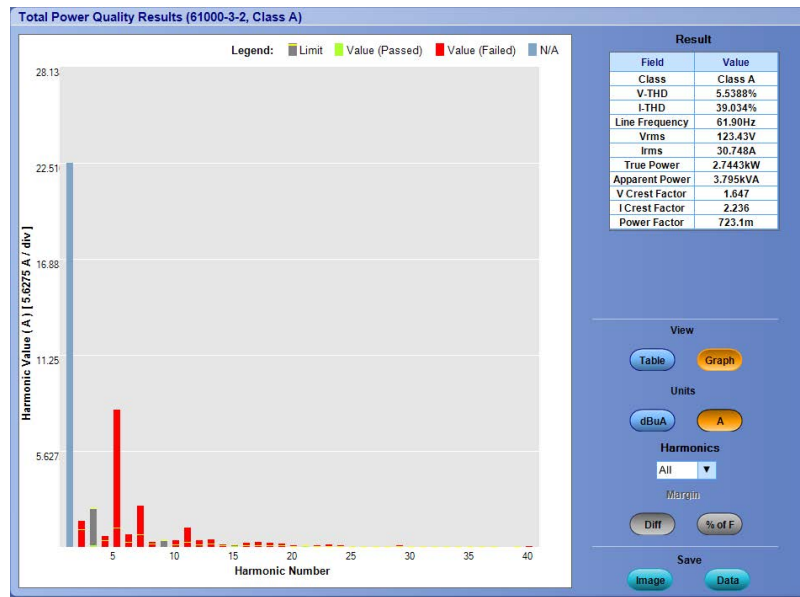 Total Power Quality Results (61000-3-2, Class A)
Legend: Limit Value (Passed) Value (Failed) N/A
28.13
22.51
16.88
11.25
5.627
Harmonic Value ( A ) [ 5.6275 A / div ]
5 10 15 20 25 30 35 40
Harmonic Number
Result
Field Value
Class Class A
V-THD 5.5388%
I-THD 39.034%
Line Frequency 61.90Hz
Vrms 123.43V
Irms 30.748A
True Power 2.7443kW
Apparent Power 3.795kVA
V Crest Factor 1.647
I Crest Factor 2.236
Power Factor 723.1m
View
Table Graph
Units
dBuA A
Harmonics
All
Margin
Diff % of F
Save
Image Data